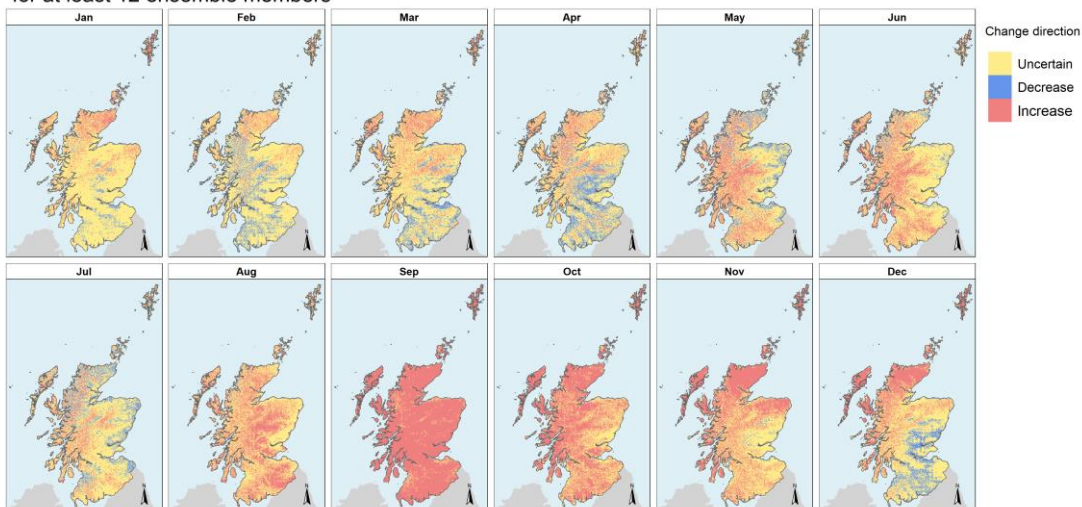 for at least 12 ensemble members
Jan
Feb
Mar
Apr
May
Jun
Change direction
Uncertain
Decrease
Increase
N
N
N
N
N
N
Jul
Aug
Sep
Oct
Nov
Dec
N
N
N
N
N
N